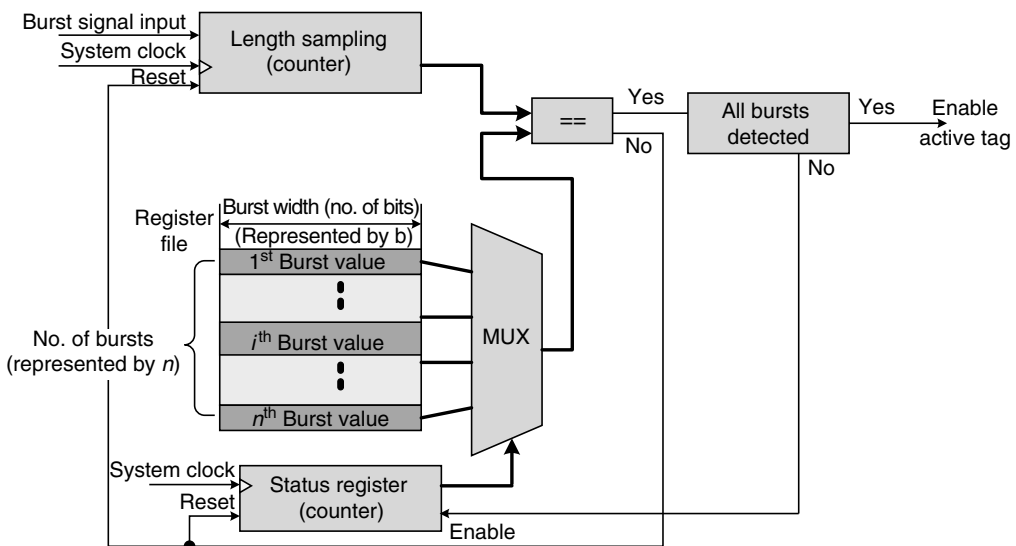 Burst signal input
System clock
Reset
Length sampling
(counter)
==
Yes
No
All bursts
detected
Yes
No
Enable
active tag
Register
file
Burst width (no. of bits)
(Represented by b)
1st Burst value
ith Burst value
nth Burst value
No. of bursts
(represented by n)
MUX
System clock
Reset
Status register
(counter)
Enable